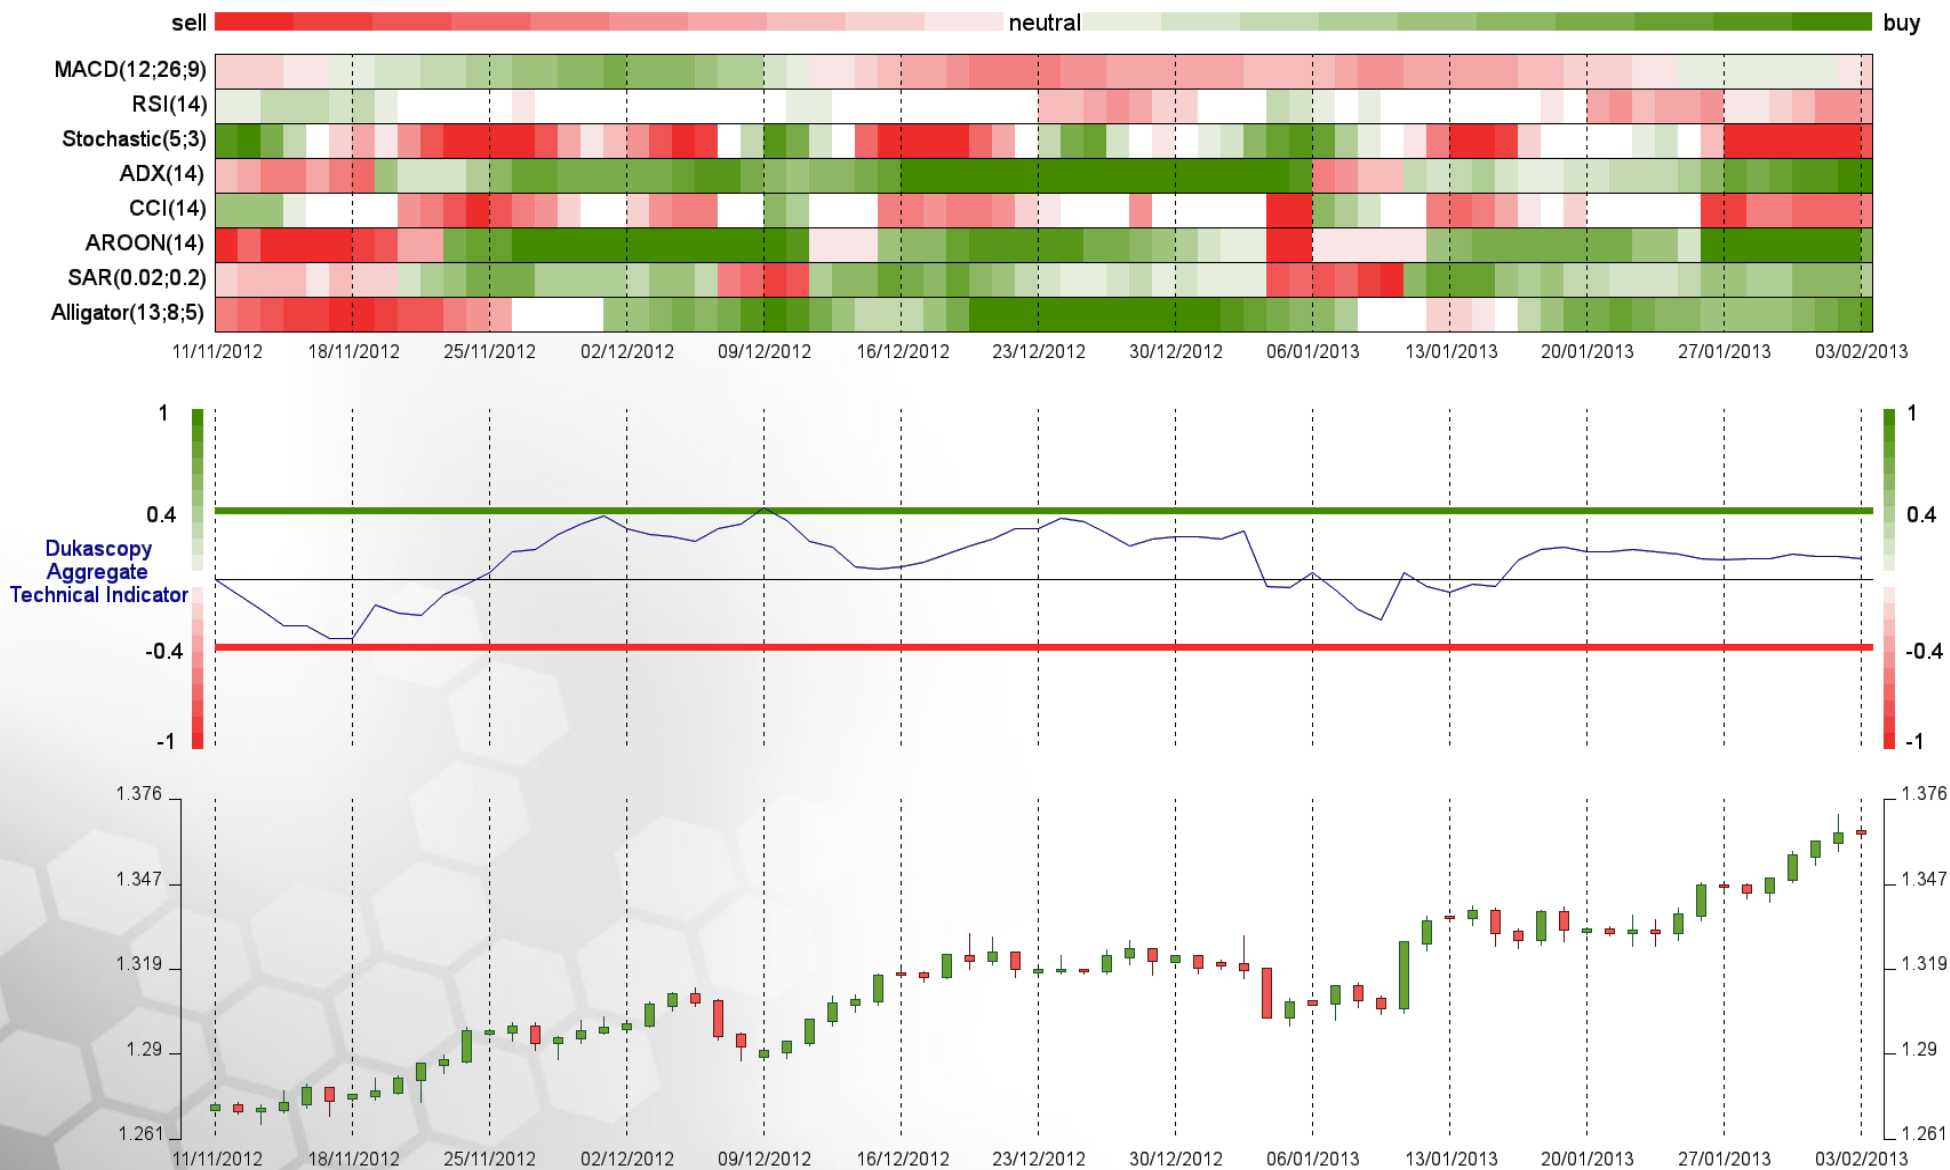 sell neutral buy
MACD(12;26;9)
RSI(14)
Stochastic(5;3)
ADX(14)
CCI(14)
AROON(14)
SAR(0.02;0.2)
Alligator(13;8;5)
11/11/2012 18/11/2012 25/11/2012 02/12/2012 09/12/2012 16/12/2012 23/12/2012 30/12/2012 06/01/2013 13/01/2013 20/01/2013 27/01/2013 03/02/2013
1 1
0.4 0.4
Dukascopy
Aggregate
Technical Indicator
-0.4 -0.4
-1 -1
1.376 1.376
1.347 1.347
1.319 1.319
1.29 1.29
1.261 1.261
11/11/2012 18/11/2012 25/11/2012 02/12/2012 09/12/2012 16/12/2012 23/12/2012 30/12/2012 06/01/2013 13/01/2013 20/01/2013 27/01/2013 03/02/2013